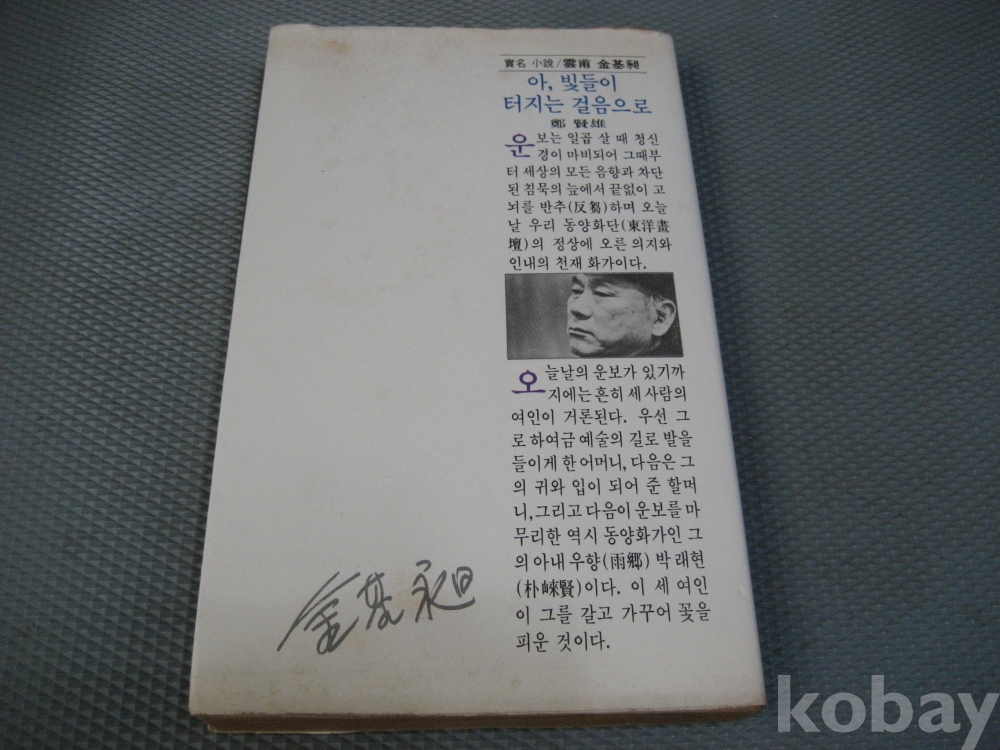 實名 小說/雲甫 金基昶
아, 빛들이
터지는 걸음으로
鄭 賢雄
운보는 일곱 살 때 청신
경이 마비되어 그때부
터 세상의 모든 음향과 차단
된 침묵의 늪에서 끝없이 고
뇌를 반추(反芻)하며 오늘
날 우리 동양화단(東洋畫
壇)의 정상에 오른 의지와
인내의 천재 화가이다.
오늘날의 운보가 있기까
지에는 흔히 세 사람의
여인이 거론된다. 우선 그
로 하여금 예술의 길로 발을
들이게 한 어머니, 다음은 그
의 귀와 입이 되어 준 할머
니, 그리고 다음이 운보를 마
무리한 역시 동양화가인 그
의 아내 우향(雨鄕) 박래현
(朴崍賢)이다. 이 세 여인
이 그를 갈고 가꾸어 꽃을
피운 것이다.
金基昶
kobay